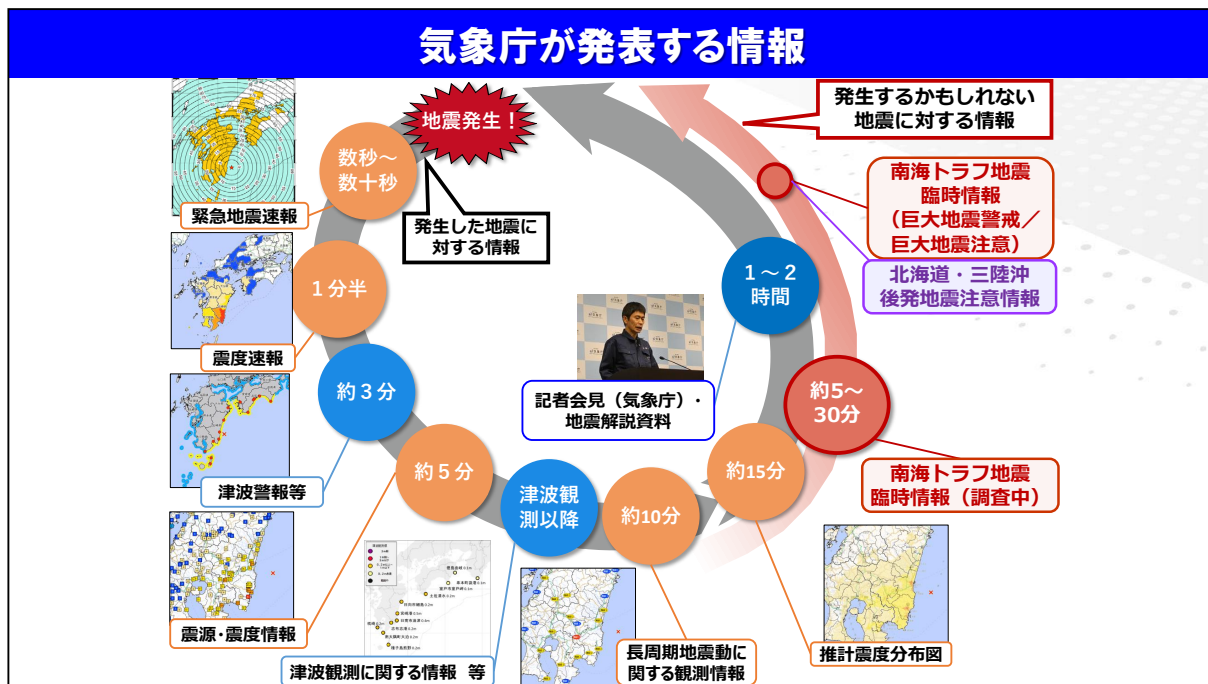 気象庁が発表する情報
地震発生！
発生するかもしれない
地震に対する情報
数秒～
数十秒
緊急地震速報
発生した地震に
対する情報
南海トラフ地震
臨時情報
（巨大地震警戒／
巨大地震注意）
北海道・三陸沖
後発地震注意情報
１分半
震度速報
１～２
時間
記者会見（気象庁）・
地震解説資料
約３分
津波警報等
約5～
30分
南海トラフ地震
臨時情報（調査中）
約５分
震源・震度情報
津波観
測以降
津波観測に関する情報　等
約10分
長周期地震動に
関する観測情報
約15分
推計震度分布図